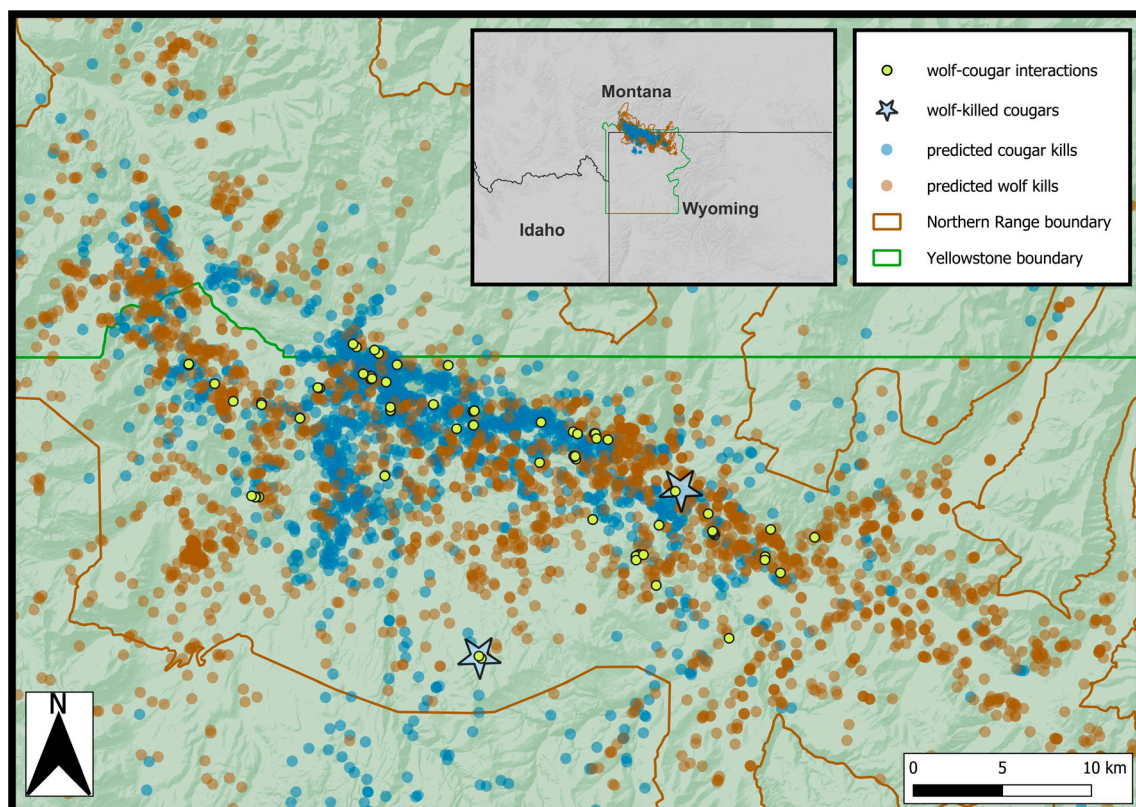 Montana
Idaho
Wyoming
wolf-cougar interactions
wolf-killed cougars
predicted cougar kills
predicted wolf kills
Northern Range boundary
Yellowstone boundary
N
0 5 10 km